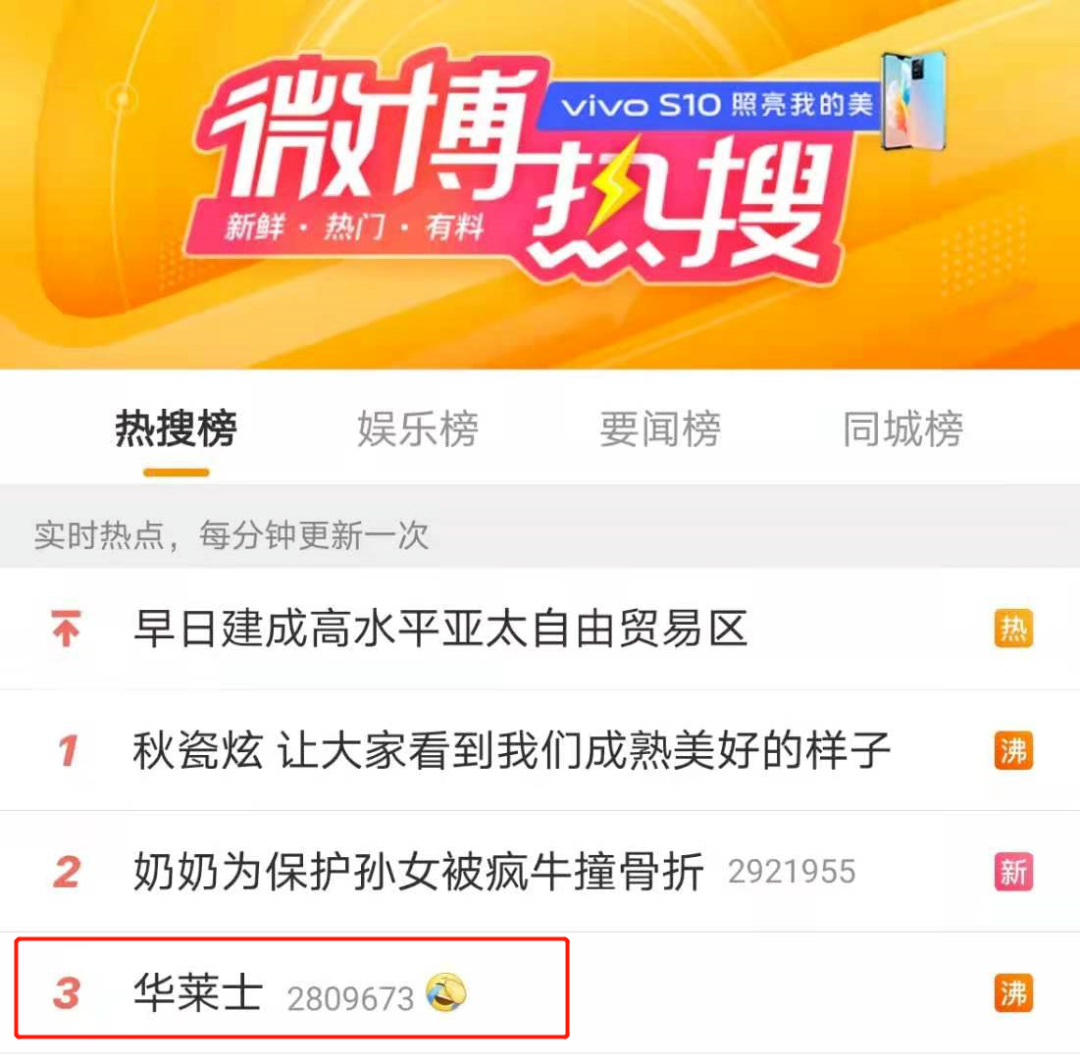 微博
vivo S10 照亮我的美
热搜
新鲜·热门·有料
热搜榜 娱乐榜 要闻榜 同城榜
实时热点，每分钟更新一次
早日建成高水平亚太自由贸易区 热
1 秋瓷炫 让大家看到我们成熟美好的样子 沸
2 奶奶为保护孙女被疯牛撞骨折 2921955 新
3 华莱士 2809673 🤣 沸